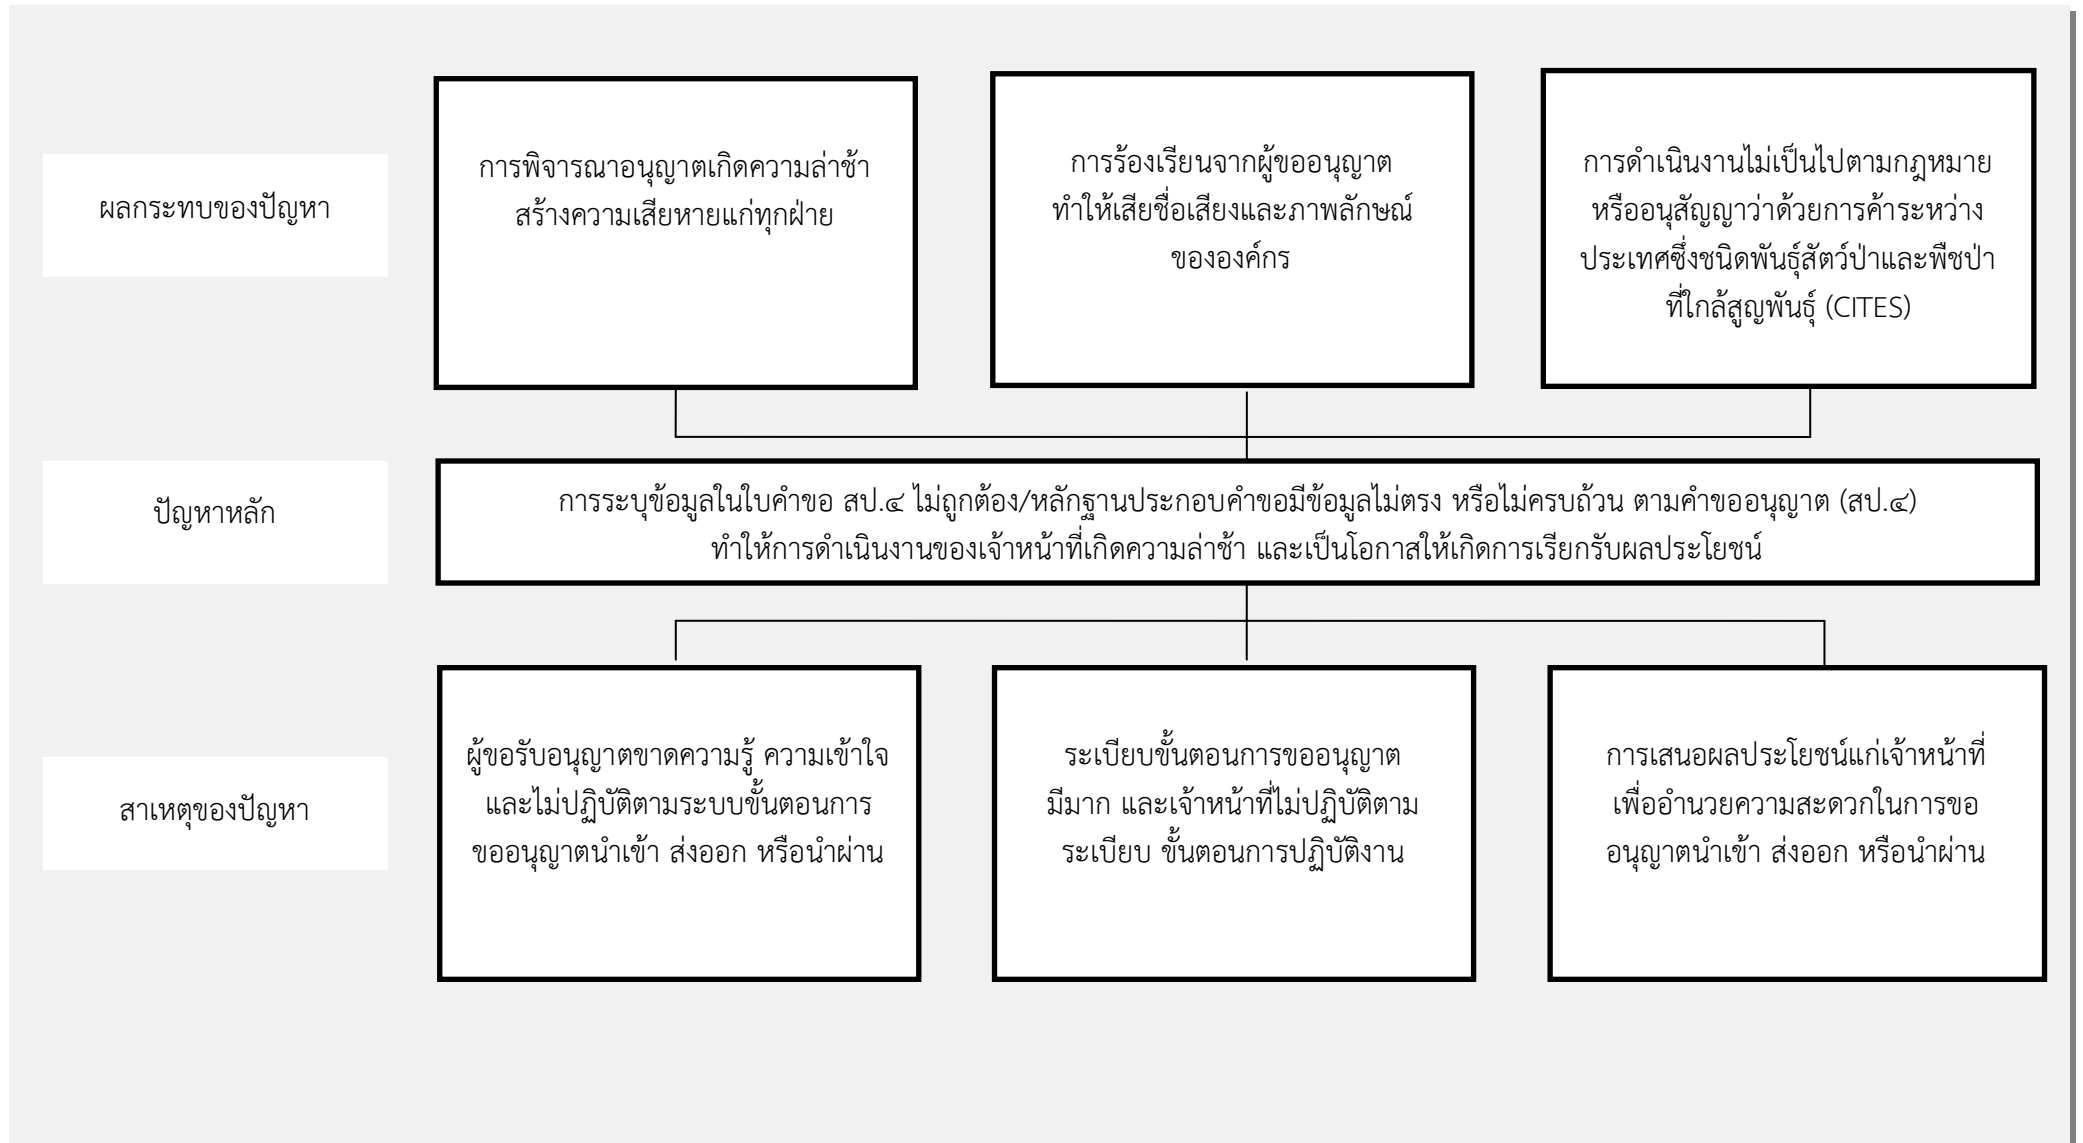 ผลกระทบของปัญหา
การพิจารณาอนุญาตเกิดความล่าช้า
สร้างความเสียหายแก่ทุกฝ่าย
การร้องเรียนจากผู้ขออนุญาต
ทำให้เสียชื่อเสียงและภาพลักษณ์
ขององค์กร
การดำเนินงานไม่เป็นไปตามกฎหมาย
หรืออนุสัญญาว่าด้วยการค้าระหว่าง
ประเทศซึ่งชนิดพันธุ์สัตว์ป่าและพืชป่า
ที่ใกล้สูญพันธุ์ (CITES)
ปัญหาหลัก
การระบุข้อมูลในใบคำขอ สป.๔ ไม่ถูกต้อง/หลักฐานประกอบคำขอมีข้อมูลไม่ตรง หรือไม่ครบถ้วน ตามคำขออนุญาต (สป.๔)
ทำให้การดำเนินงานของเจ้าหน้าที่เกิดความล่าช้า และเป็นโอกาสให้เกิดการเรียกรับผลประโยชน์
สาเหตุของปัญหา
ผู้ขอรับอนุญาตขาดความรู้ ความเข้าใจ
และไม่ปฏิบัติตามระบบขั้นตอนการ
ขออนุญาตนำเข้า ส่งออก หรือนำผ่าน
ระเบียบขั้นตอนการขออนุญาต
มีมาก และเจ้าหน้าที่ไม่ปฏิบัติตาม
ระเบียบ ขั้นตอนการปฏิบัติงาน
การเสนอผลประโยชน์แก่เจ้าหน้าที่
เพื่ออำนวยความสะดวกในการขอ
อนุญาตนำเข้า ส่งออก หรือนำผ่าน